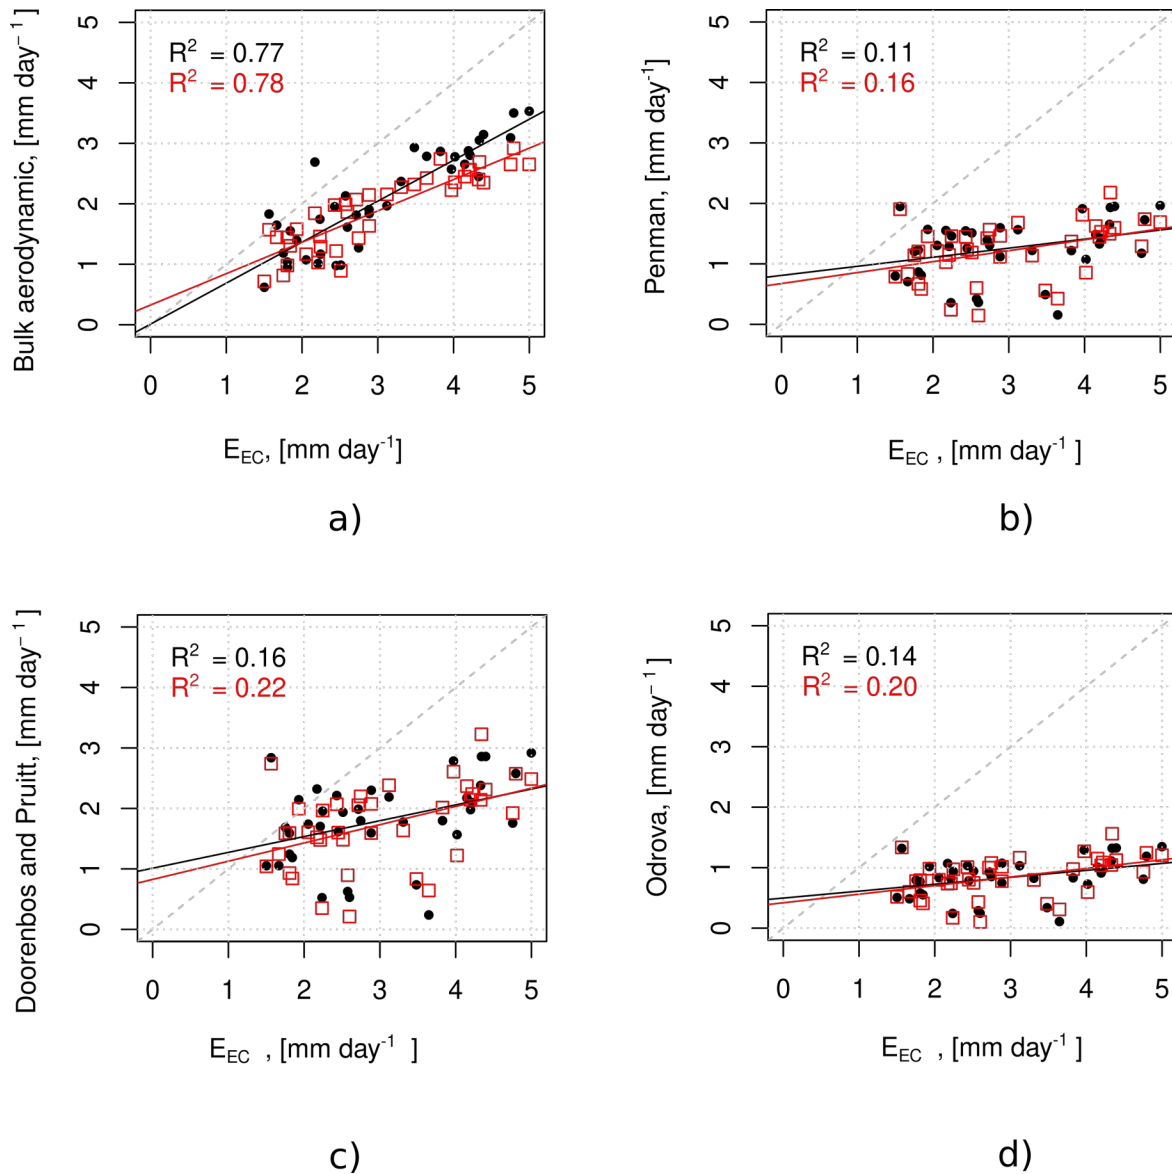 Bulk aerodynamic, [mm day⁻¹]
5
4
3
2
1
0
R² = 0.77
R² = 0.78
0 1 2 3 4 5
E_EC, [mm day⁻¹]
a)
Penman, [mm day⁻¹]
5
4
3
2
1
0
R² = 0.11
R² = 0.16
0 1 2 3 4 5
E_EC , [mm day⁻¹ ]
b)
Doorenbos and Pruitt, [mm day⁻¹ ]
5
4
3
2
1
0
R² = 0.16
R² = 0.22
0 1 2 3 4 5
E_EC , [mm day⁻¹ ]
c)
Odrova, [mm day⁻¹]
5
4
3
2
1
0
R² = 0.14
R² = 0.20
0 1 2 3 4 5
E_EC , [mm day⁻¹ ]
d)